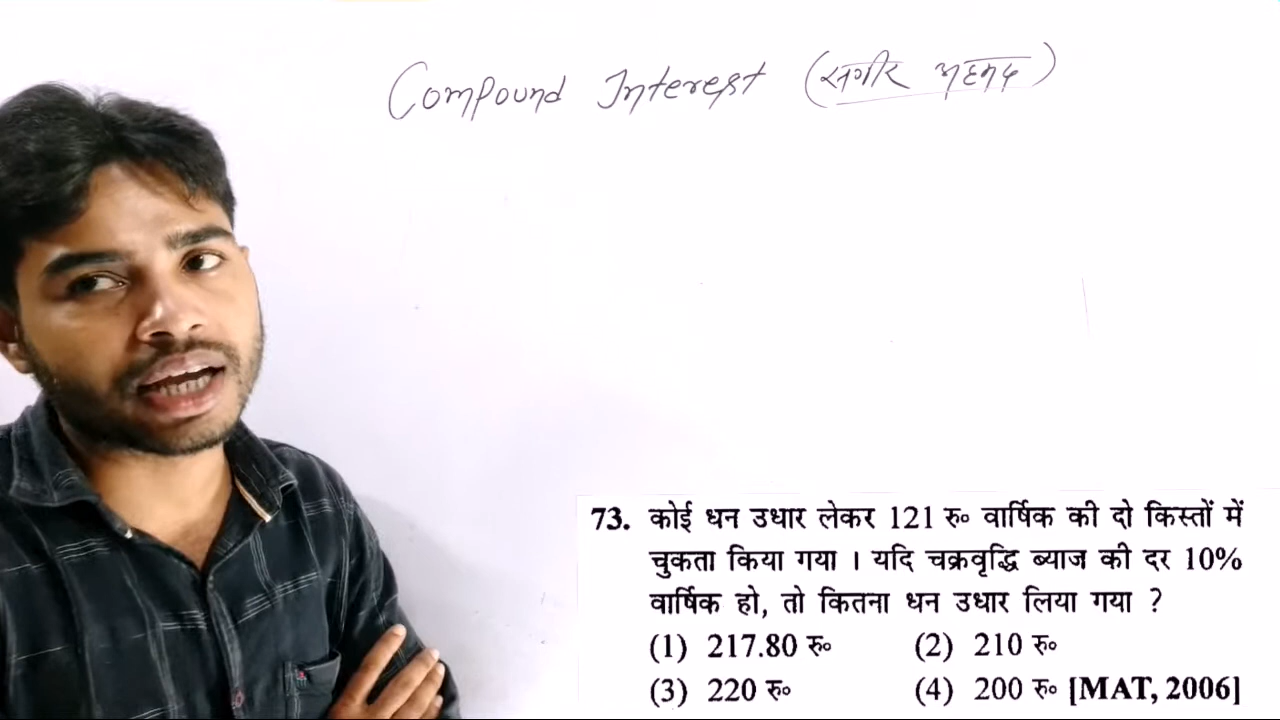 Compound Interest (सगीर अहमद)
73. कोई धन उधार लेकर 121 रु० वार्षिक की दो किस्तों में
चुकता किया गया । यदि चक्रवृद्धि ब्याज की दर 10%
वार्षिक हो, तो कितना धन उधार लिया गया ?
(1) 217.80 रु० (2) 210 रु०
(3) 220 रु० (4) 200 रु० [MAT, 2006]